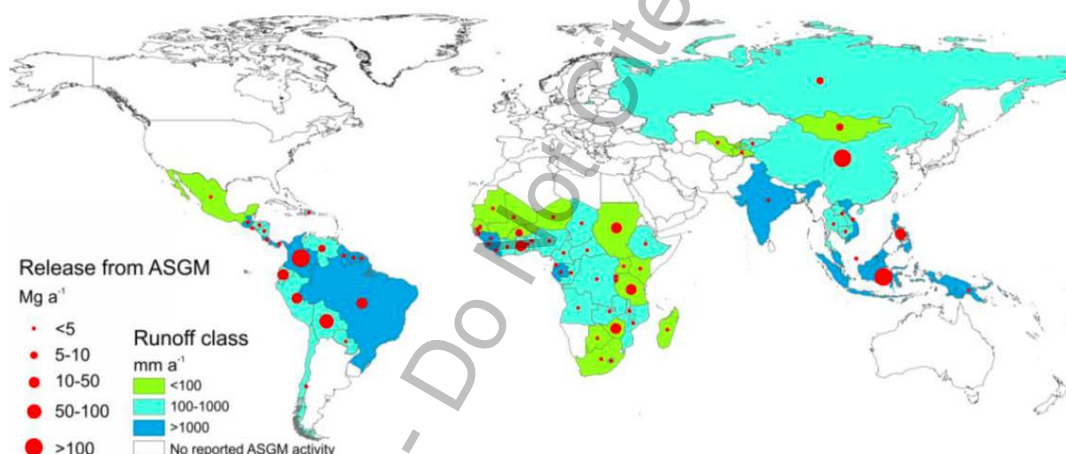 - Do Not Cite
Release from ASGM
Mg a⁻¹
<5
5-10
10-50
50-100
>100
Runoff class
mm a⁻¹
<100
100-1000
>1000
No reported ASGM activity